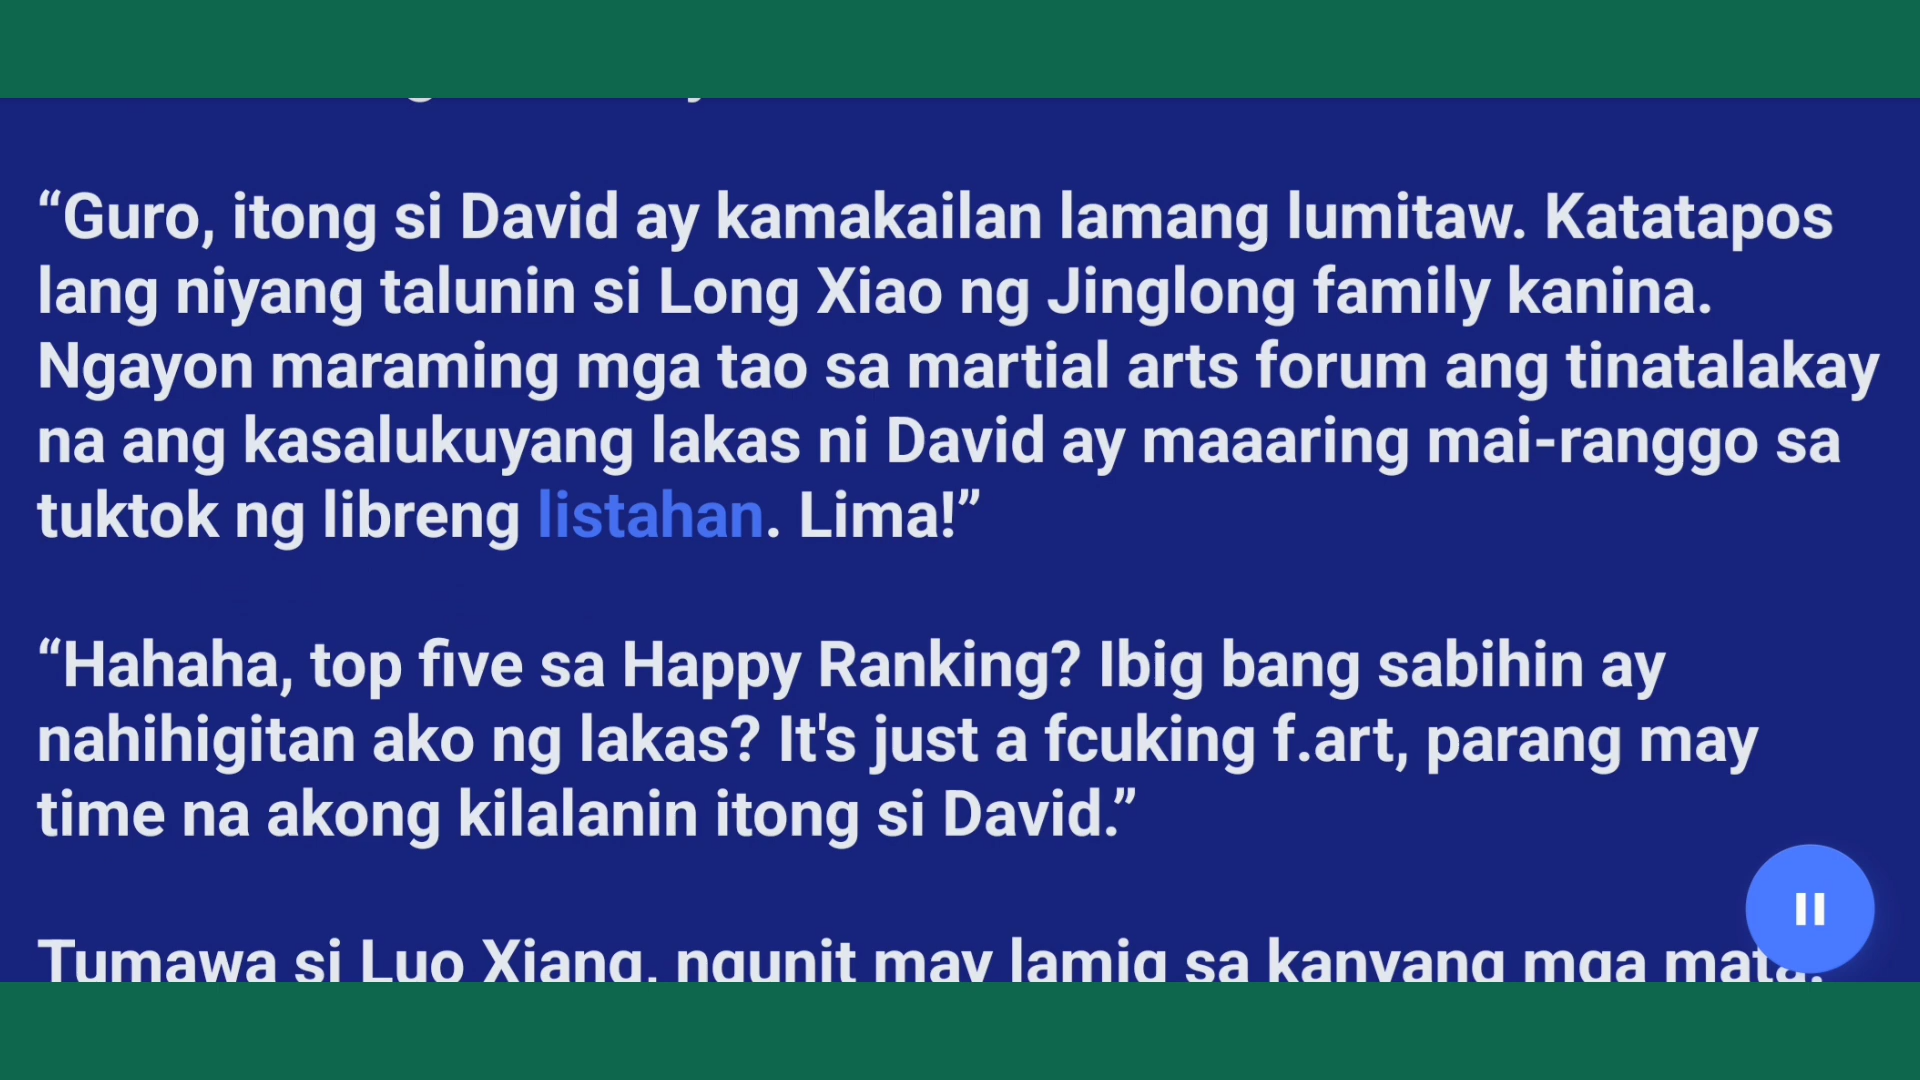 “Guro, itong si David ay kamakailan lamang lumitaw. Katatapos
lang niyang talunin si Long Xiao ng Jinglong family kanina.
Ngayon maraming mga tao sa martial arts forum ang tinatalakay
na ang kasalukuyang lakas ni David ay maaaring mai-ranggo sa
tuktok ng libreng listahan. Lima!”
“Hahaha, top five sa Happy Ranking? Ibig bang sabihin ay
nahihigitan ako ng lakas? It's just a fcuking f.art, parang may
time na akong kilalanin itong si David.”
Tumawa si Luo Xiang, ngunit may lamig sa kanyang mga mata.